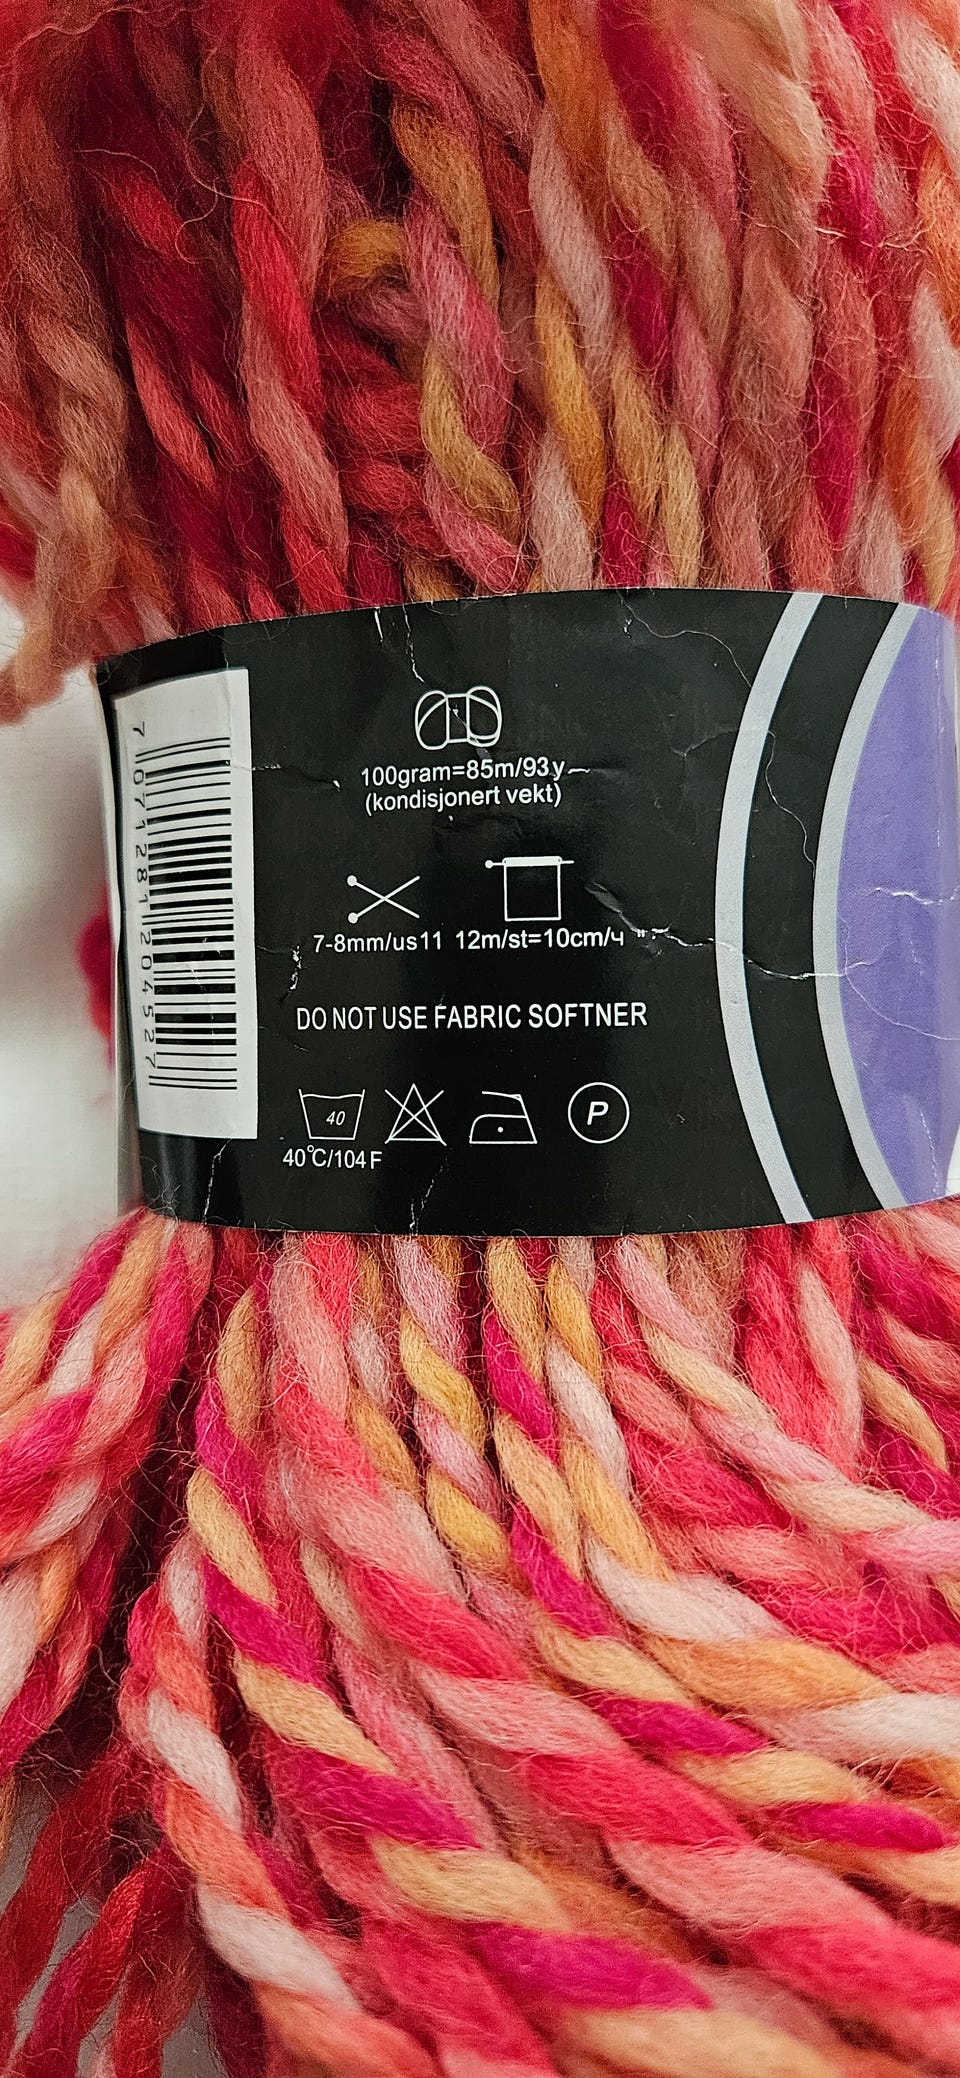 100gram=85m/93y
(kondisjonert vekt)
7-8mm/us11 12m/st=10cm/4"
DO NOT USE FABRIC SOFTNER
40 P
40°C/104F
7 071281 204527